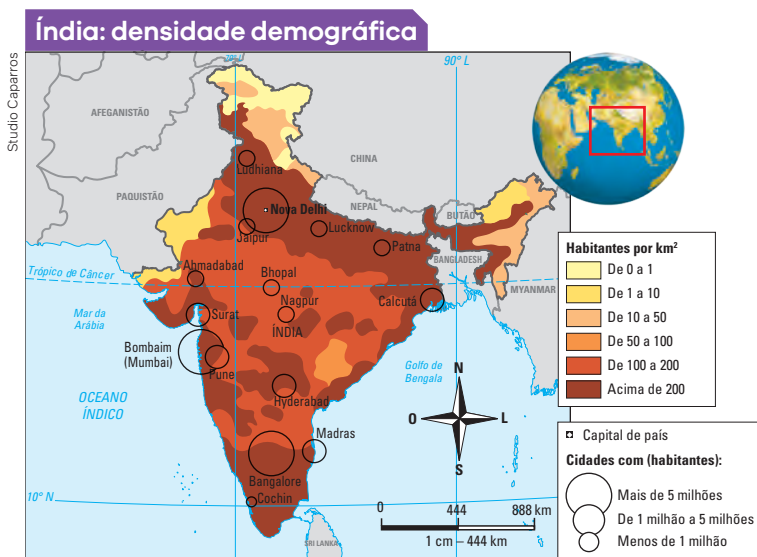 Índia: densidade demográfica
Studio Caparros
70° L
90° L
AFEGANISTÃO
CHINA
PAQUISTÃO
NEPAL
BUTÃO
BANGLADESH
MYANMAR
Ludhiana
Nova Delhi
Jaipur
Lucknow
Patna
Trópico de Câncer
Ahmadabad
Bhopal
Calcutá
Nagpur
Mar da
Arábia
Surat
ÍNDIA
Bombaim
(Mumbai)
Pune
Golfo de
Bengala
OCEANO
ÍNDICO
Hyderabad
Madras
Bangalore
Cochin
10° N
SRI LANKA
N
O
L
S
0 444 888 km
1 cm – 444 km
Habitantes por km²
De 0 a 1
De 1 a 10
De 10 a 50
De 50 a 100
De 100 a 200
Acima de 200
Capital de país
Cidades com (habitantes):
Mais de 5 milhões
De 1 milhão a 5 milhões
Menos de 1 milhão